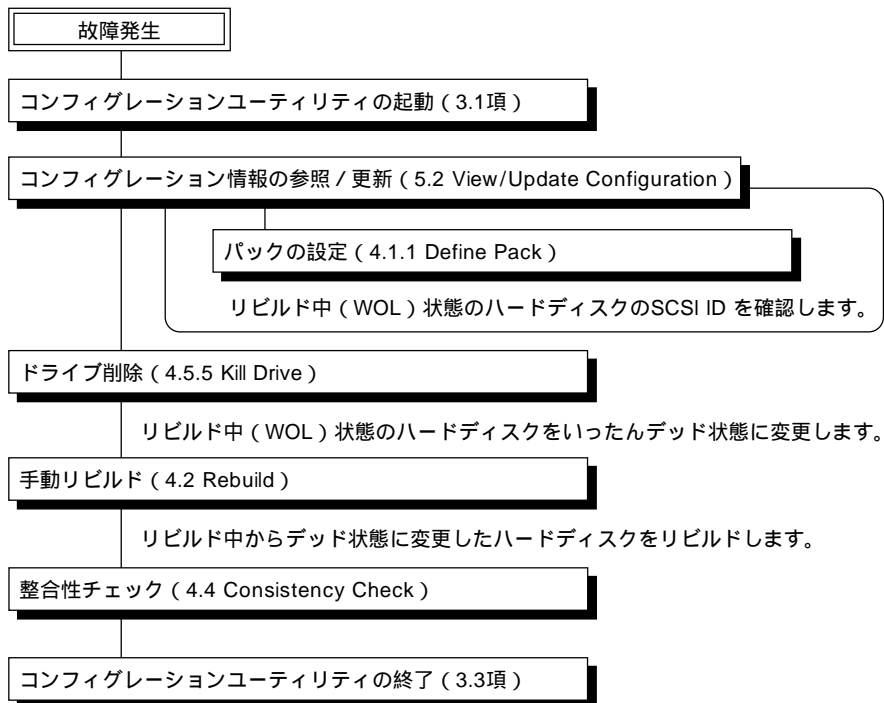 故障発生
コンフィグレーションユーティリティの起動（3.1項）
コンフィグレーション情報の参照／更新（5.2 View/Update Configuration）
パックの設定（4.1.1 Define Pack）
リビルド中（WOL）状態のハードディスクのSCSI ID を確認します。
ドライブ削除（4.5.5 Kill Drive）
リビルド中（WOL）状態のハードディスクをいったんデッド状態に変更します。
手動リビルド（4.2 Rebuild）
リビルド中からデッド状態に変更したハードディスクをリビルドします。
整合性チェック（4.4 Consistency Check）
コンフィグレーションユーティリティの終了（3.3項）